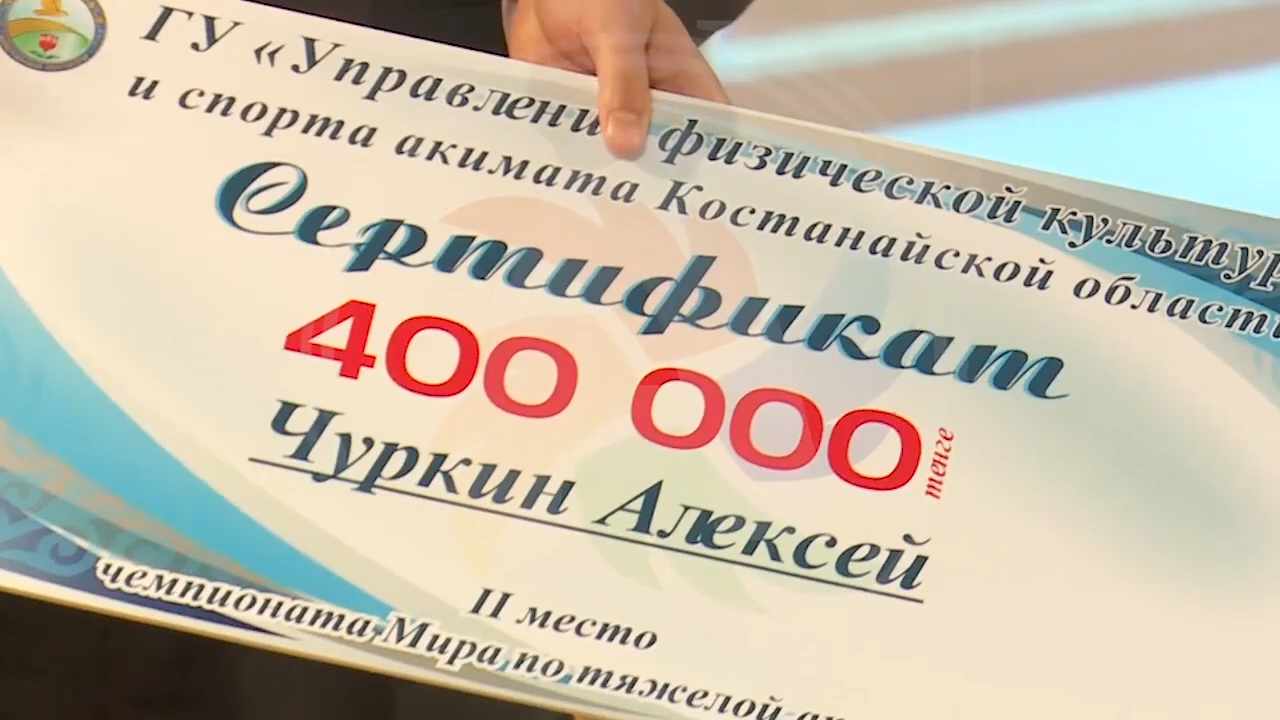 ГУ «Управлени физической культур
и спорта акимата Костанайской област
Сертификат
400 000 тенге
Чуркин Алексей
II место
чемпионата Мира по тяжелой